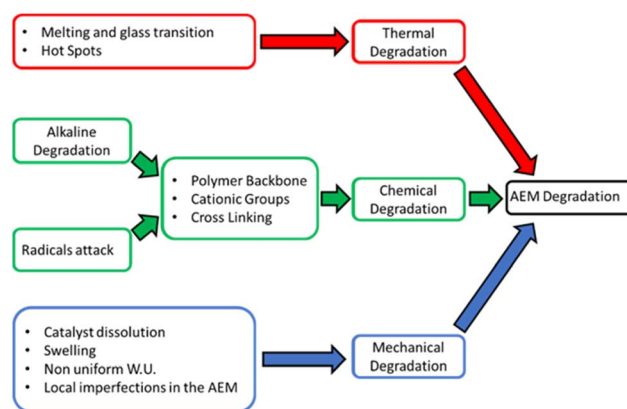 • Melting and glass transition
• Hot Spots
Thermal
Degradation
Alkaline
Degradation
Radicals attack
• Polymer Backbone
• Cationic Groups
• Cross Linking
Chemical
Degradation
AEM Degradation
• Catalyst dissolution
• Swelling
• Non uniform W.U.
• Local imperfections in the AEM
Mechanical
Degradation